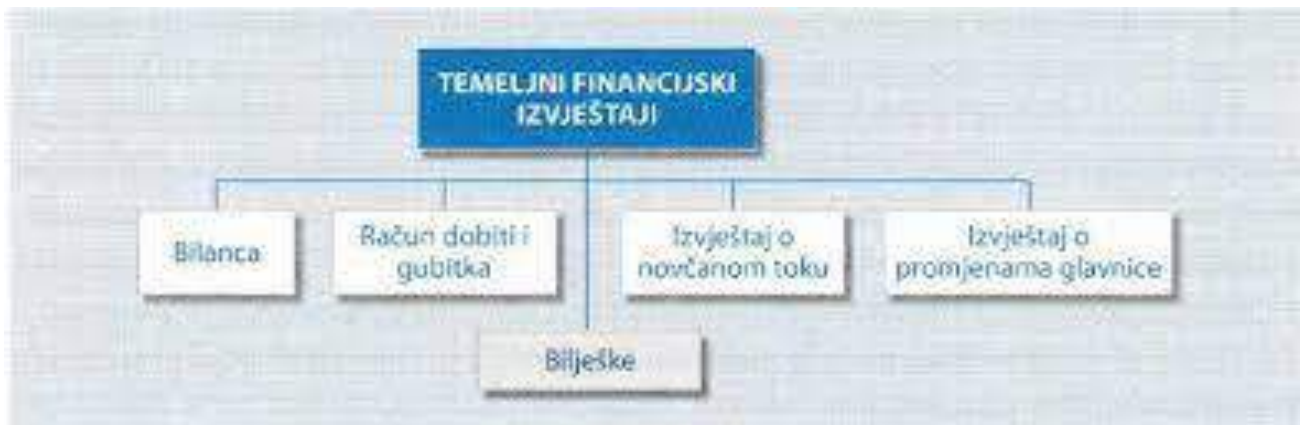 TEMELJNI FINANCIJSKI
IZVJEŠTAJI
Bilanca
Račun dobiti i
gubitka
Izvještaj o
novčanom toku
Izvještaj o
promjenama glavnice
Bilješke